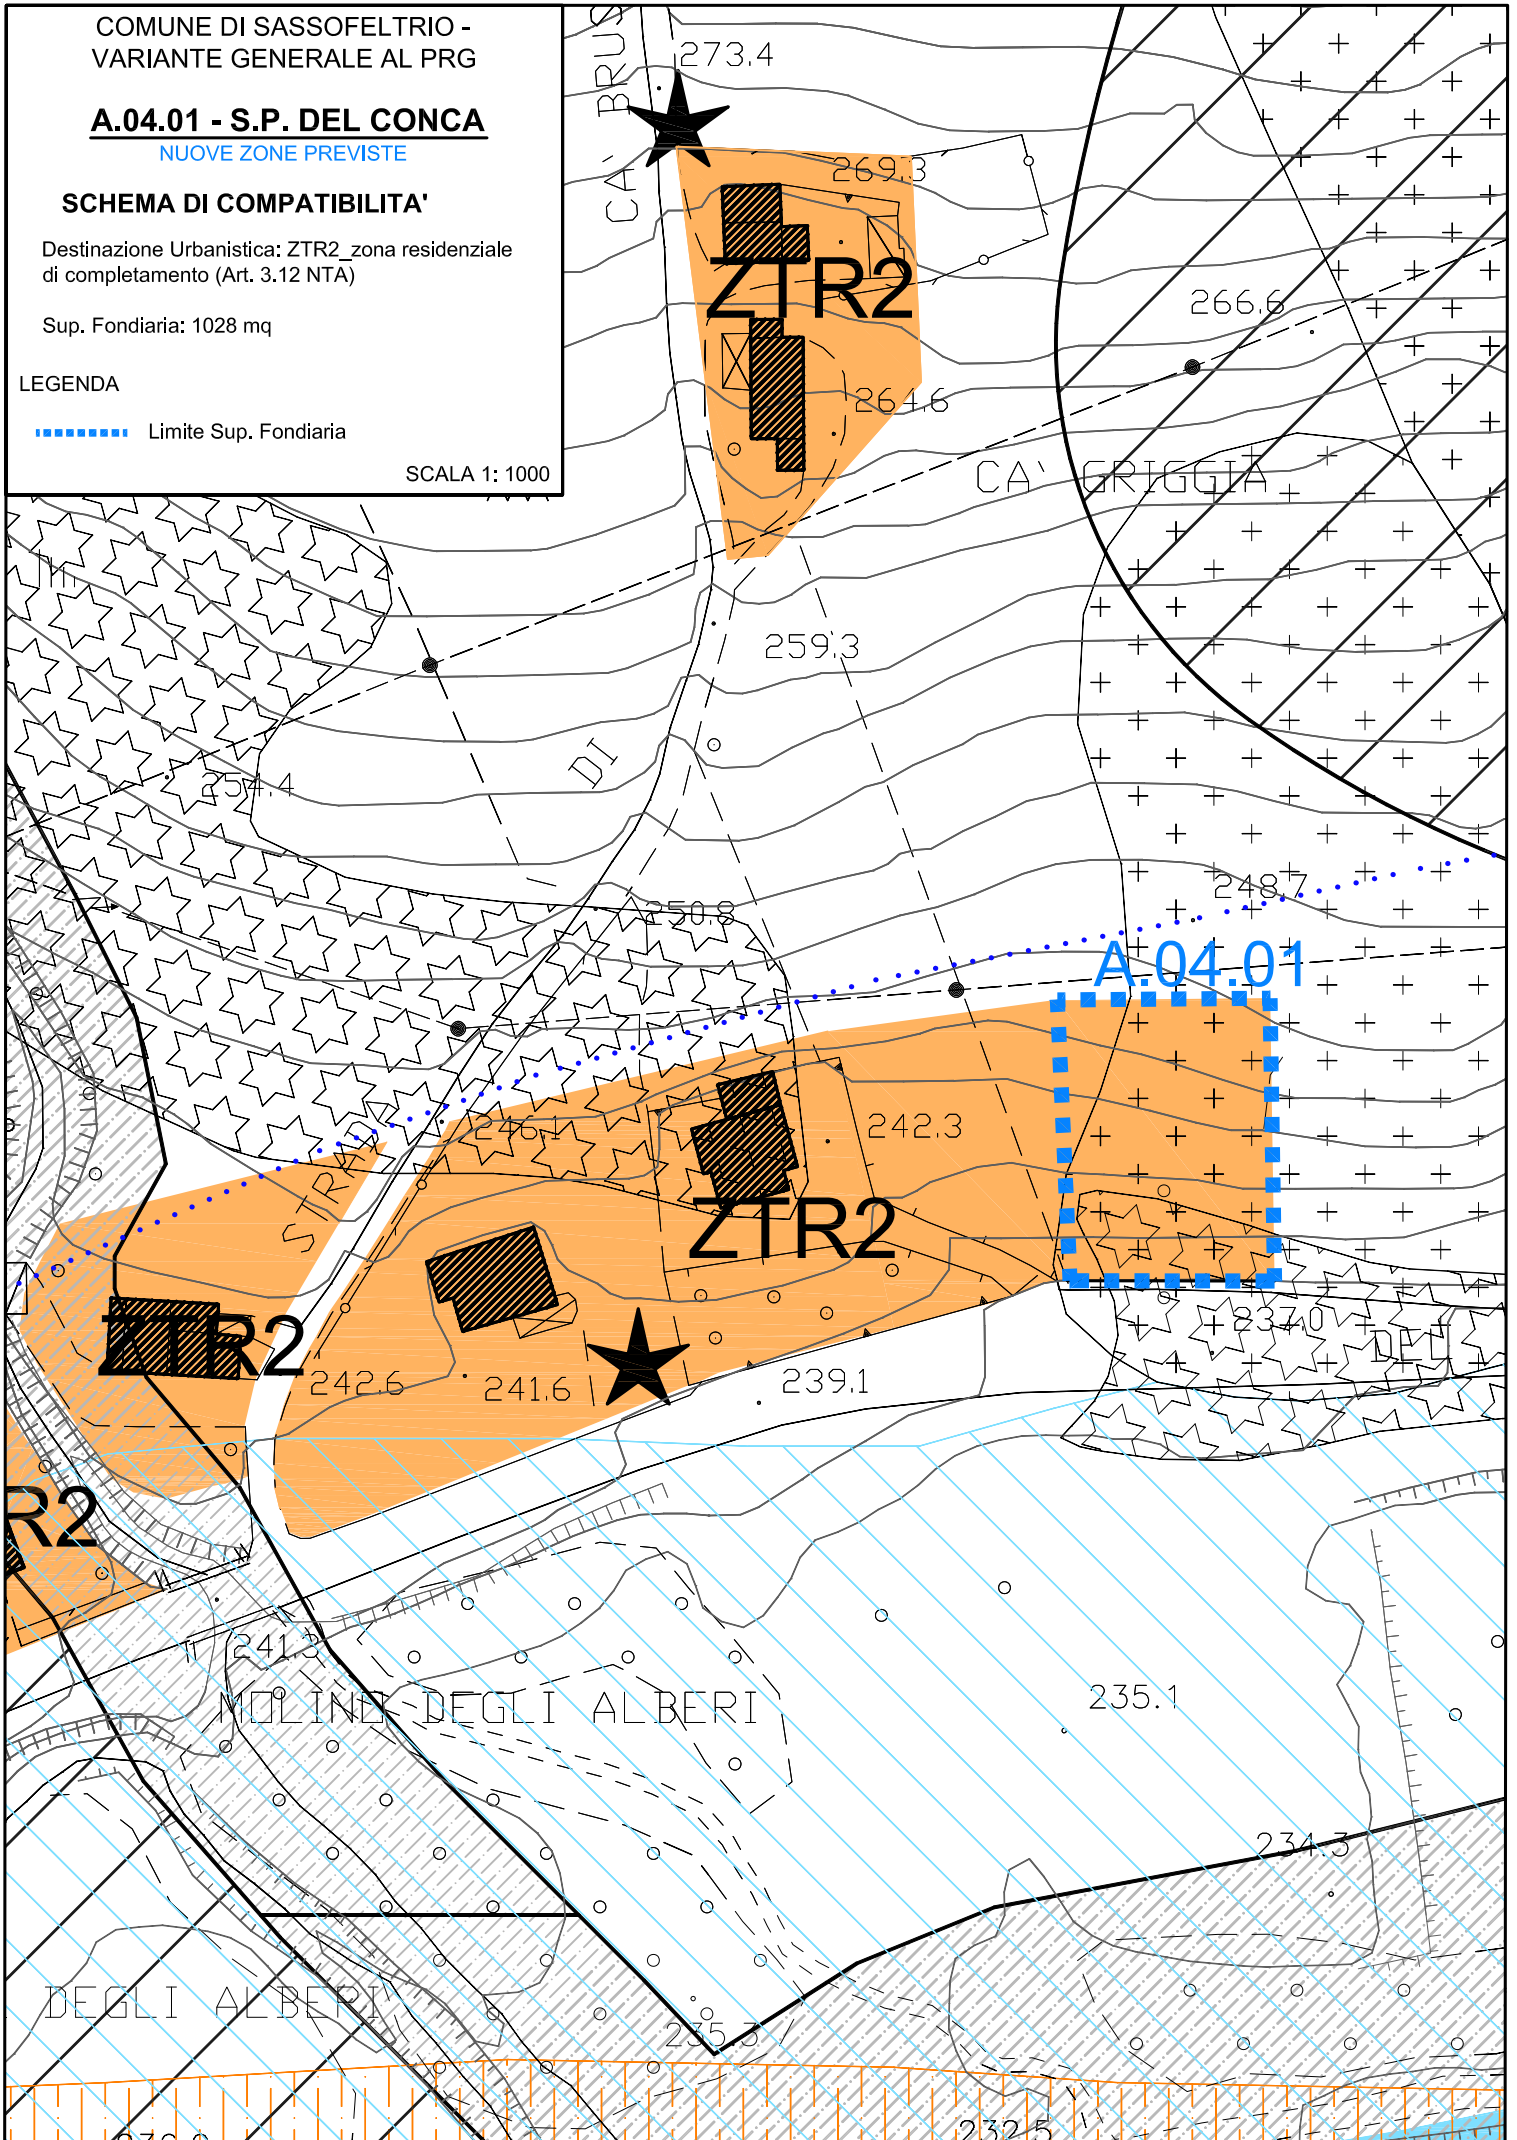 COMUNE DI SASSOFELTRIO -
VARIANTE GENERALE AL PRG
A.04.01 - S.P. DEL CONCA
NUOVE ZONE PREVISTE
SCHEMA DI COMPATIBILITA'
Destinazione Urbanistica: ZTR2_zona residenziale
di completamento (Art. 3.12 NTA)
Sup. Fondiaria: 1028 mq
LEGENDA
Limite Sup. Fondiaria
SCALA 1: 1000
273.4
CA' BRUS
269.3
ZTR2
266.6
264.6
CA' GRIGGIA
259.3
DI
254.4
248.7
250.8
A.04.01
STRADA
246.1
242.3
ZTR2
ZTR2
237.0
DEL
242.6
241.6
239.1
R2
241.3
MOLINO DEGLI ALBERI
235.1
234.3
DEGLI ALBERI
235.3
232.5